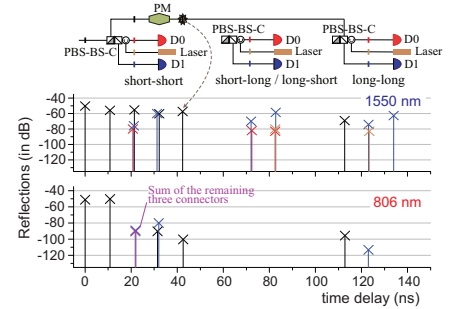 PM
PBS-BS-C
D0
Laser
D1
short-short
PBS-BS-C
D0
Laser
D1
short-long / long-short
PBS-BS-C
D0
Laser
D1
long-long
Reflections (in dB)
-40
-60
-80
-100
-120
1550 nm
-40
-60
-80
-100
-120
806 nm
Sum of the remaining
three connectors
0
20
40
60
80
100
120
140
time delay (ns)